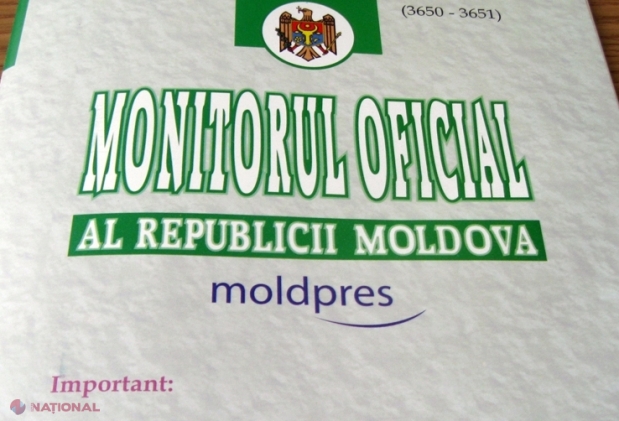 (3650 - 3651)
MONITORUL OFICIAL
AL REPUBLICII MOLDOVA
moldpres
Important:
NAȚIONAL